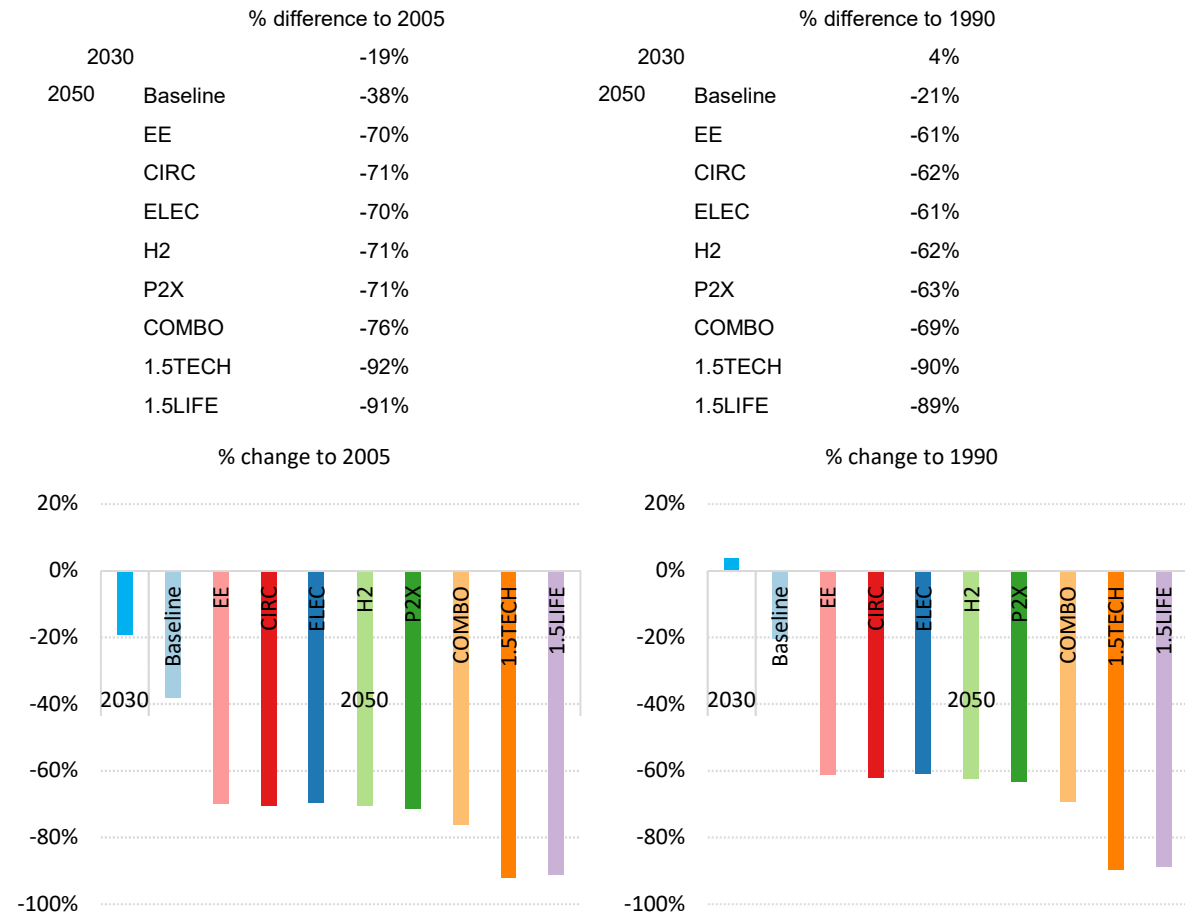 % difference to 2005
2030 -19%
2050 Baseline -38%
EE -70%
CIRC -71%
ELEC -70%
H2 -71%
P2X -71%
COMBO -76%
1.5TECH -92%
1.5LIFE -91%
% difference to 1990
2030 4%
2050 Baseline -21%
EE -61%
CIRC -62%
ELEC -61%
H2 -62%
P2X -63%
COMBO -69%
1.5TECH -90%
1.5LIFE -89%
% change to 2005
20%
0%
-20%
-40%
-60%
-80%
-100%
Baseline
EE
CIRC
ELEC
H2
P2X
COMBO
1.5TECH
1.5LIFE
2030 2050
% change to 1990
20%
0%
-20%
-40%
-60%
-80%
-100%
Baseline
EE
CIRC
ELEC
H2
P2X
COMBO
1.5TECH
1.5LIFE
2030 2050